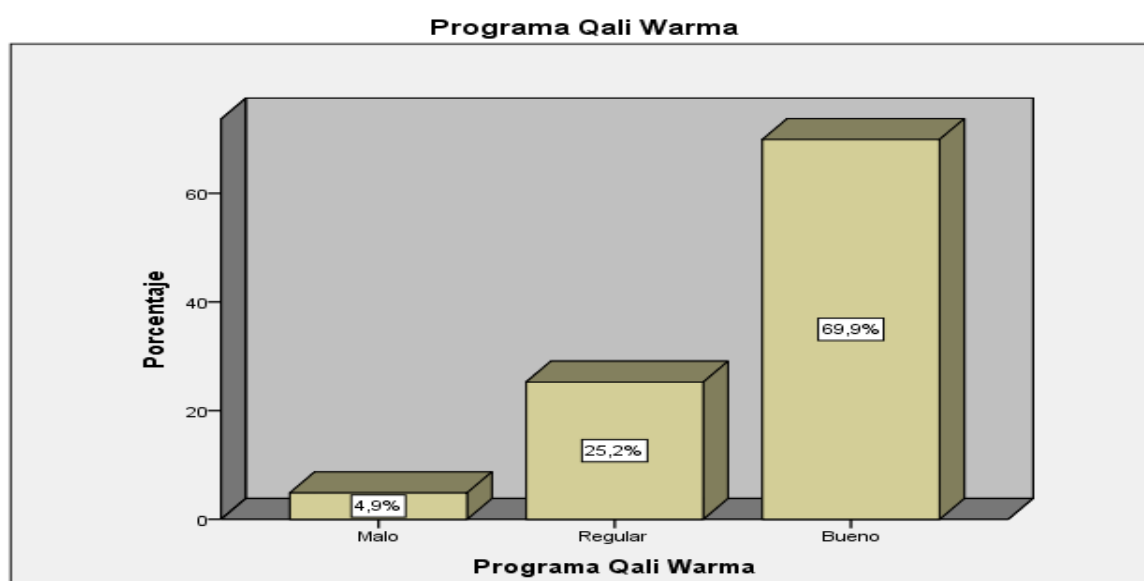 Programa Qali Warma
Porcentaje
60
40
20
0
4,9%
25,2%
69,9%
Malo
Regular
Bueno
Programa Qali Warma